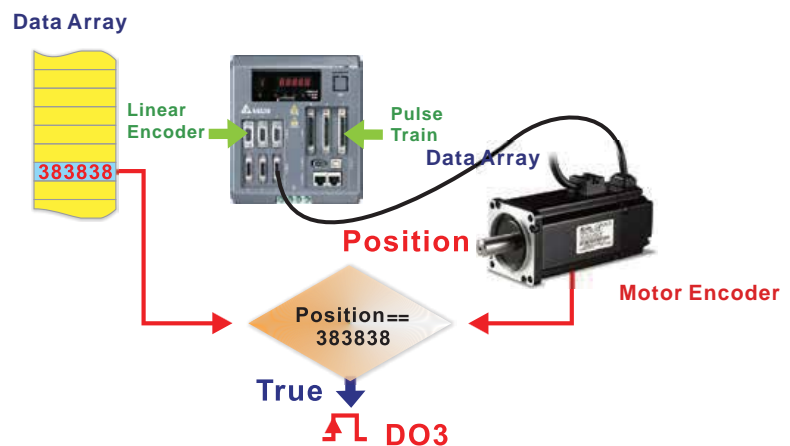 Data Array
Linear
Encoder
Pulse
Train
Data Array
383838
Position
Motor Encoder
Position==
383838
True
DO3